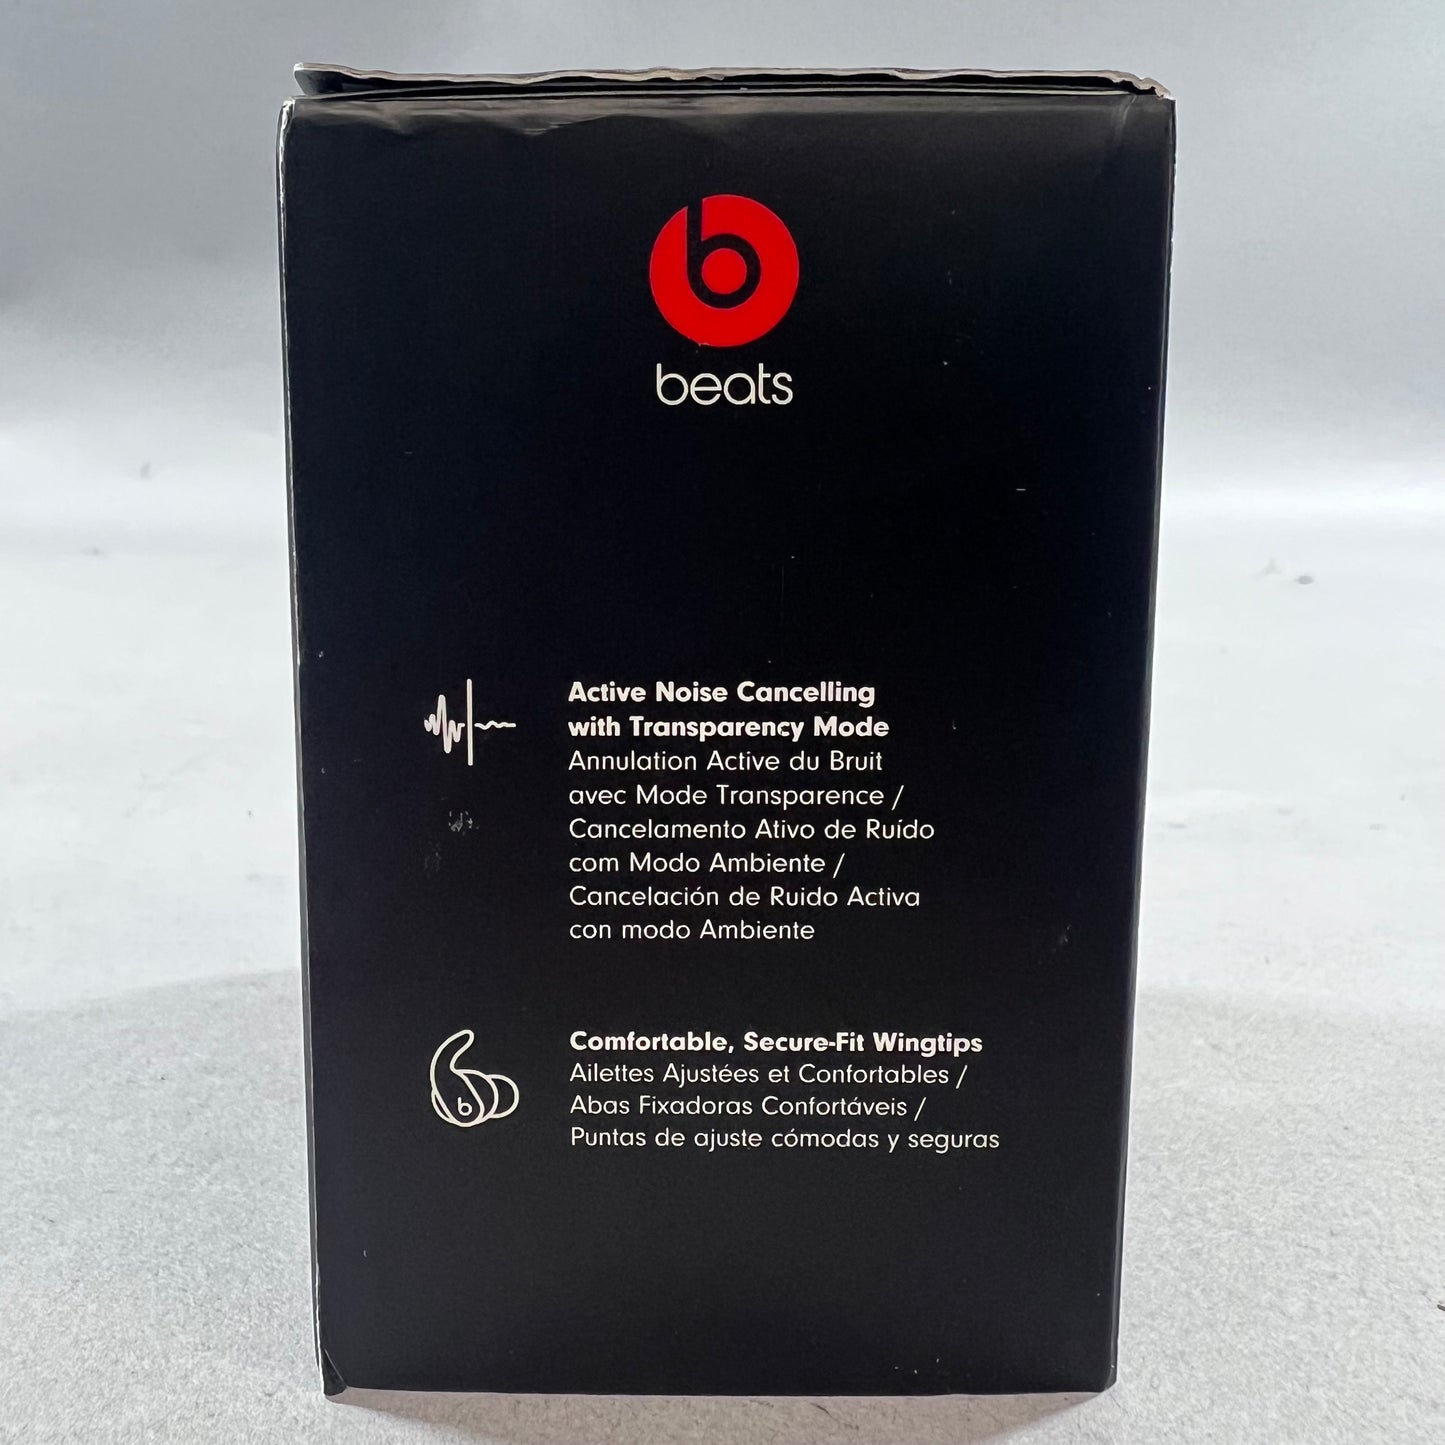 beats
Active Noise Cancelling
with Transparency Mode
Annulation Active du Bruit
avec Mode Transparence /
Cancelamento Ativo de Ruído
com Modo Ambiente /
Cancelación de Ruido Activa
con modo Ambiente
Comfortable, Secure-Fit Wingtips
Ailettes Ajustées et Confortables /
Abas Fixadoras Confortáveis /
Puntas de ajuste cómodas y seguras